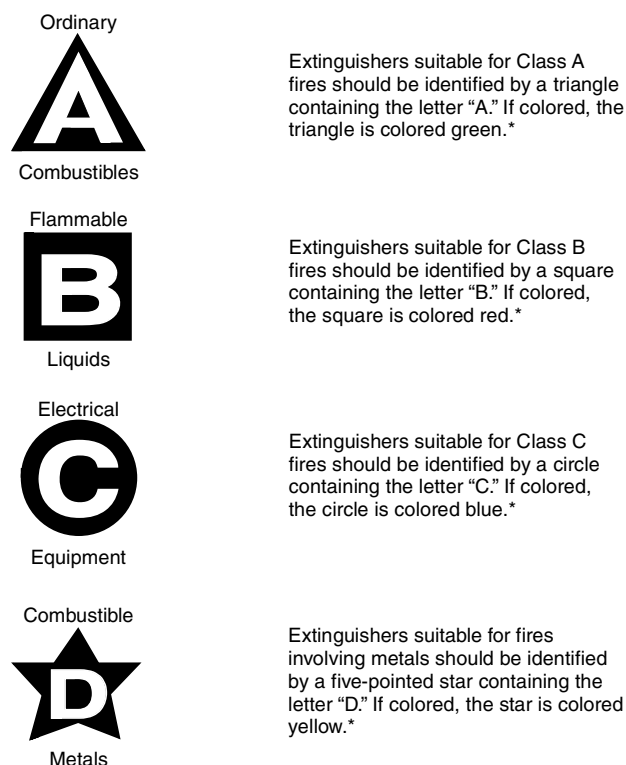 Ordinary
A
Combustibles
Extinguishers suitable for Class A
fires should be identified by a triangle
containing the letter “A.” If colored, the
triangle is colored green.*
Flammable
B
Liquids
Extinguishers suitable for Class B
fires should be identified by a square
containing the letter “B.” If colored,
the square is colored red.*
Electrical
C
Equipment
Extinguishers suitable for Class C
fires should be identified by a circle
containing the letter “C.” If colored,
the circle is colored blue.*
Combustible
D
Metals
Extinguishers suitable for fires
involving metals should be identified
by a five-pointed star containing the
letter “D.” If colored, the star is colored
yellow.*